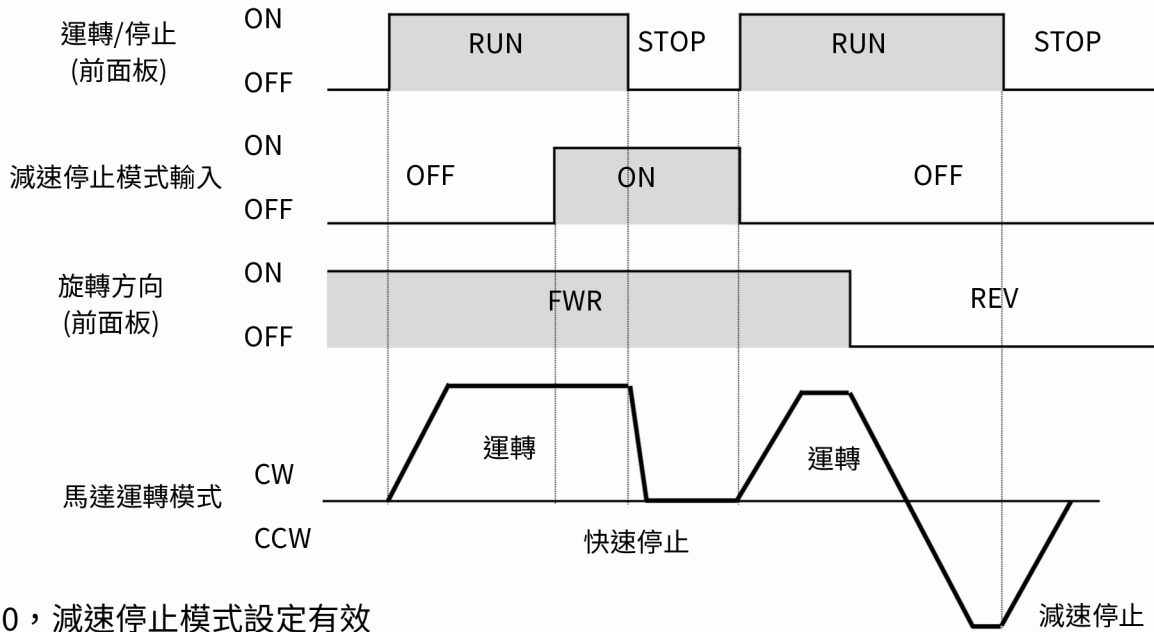 運轉/停止
(前面板)
ON
OFF
RUN
STOP
RUN
STOP
減速停止模式輸入
ON
OFF
OFF
ON
OFF
旋轉方向
(前面板)
ON
OFF
FWR
REV
馬達運轉模式
CW
CCW
運轉
運轉
快速停止
減速停止
0，減速停止模式設定有效